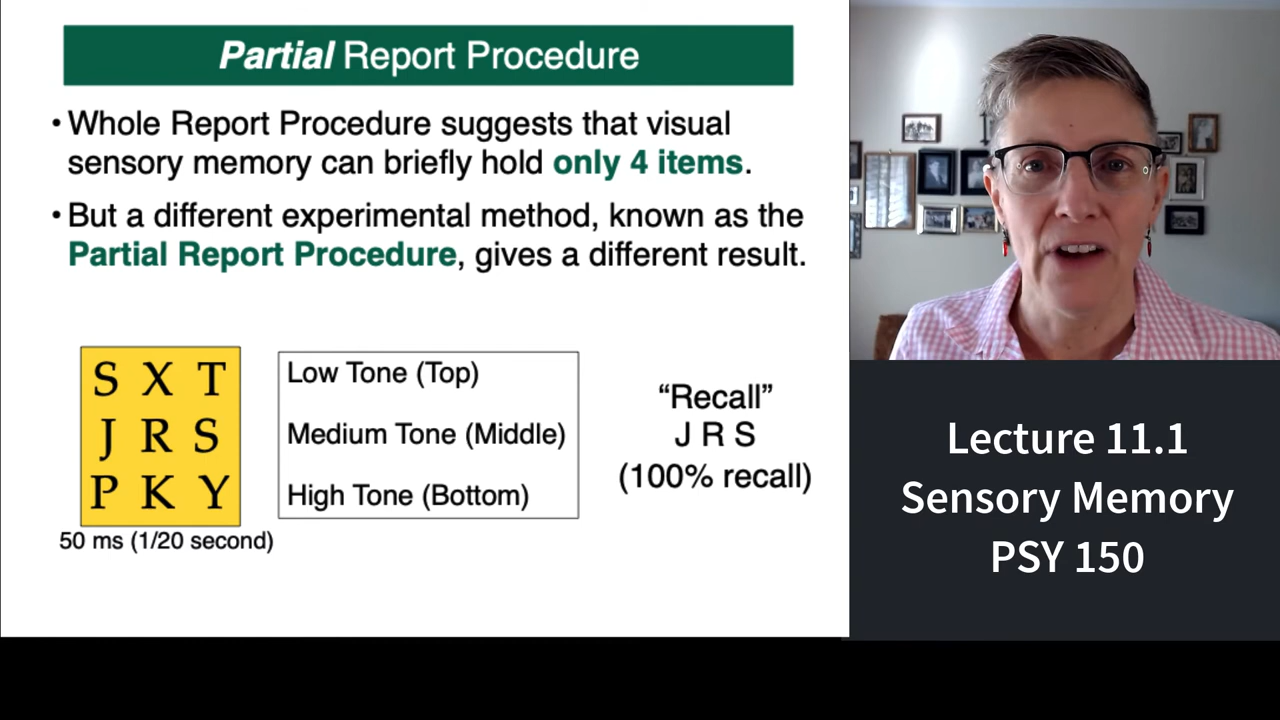 Partial Report Procedure
• Whole Report Procedure suggests that visual
sensory memory can briefly hold only 4 items.
• But a different experimental method, known as the
Partial Report Procedure, gives a different result.
S X T
J R S
P K Y
50 ms (1/20 second)
Low Tone (Top)
Medium Tone (Middle)
High Tone (Bottom)
“Recall”
J R S
(100% recall)
Lecture 11.1
Sensory Memory
PSY 150